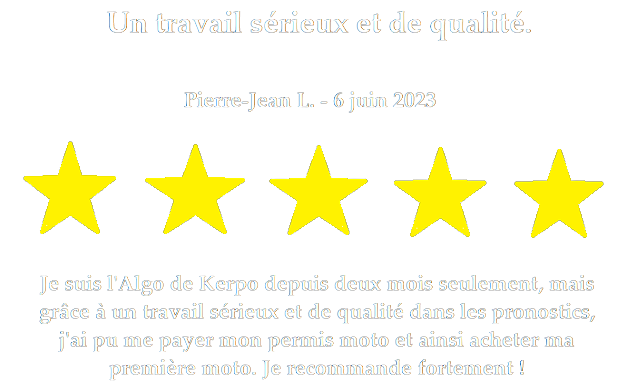 Un travail sérieux et de qualité.
Pierre-Jean L. - 6 juin 2023
Je suis l'Algo de Kerpo depuis deux mois seulement, mais
grâce à un travail sérieux et de qualité dans les pronostics,
j'ai pu me payer mon permis moto et ainsi acheter ma
première moto. Je recommande fortement !